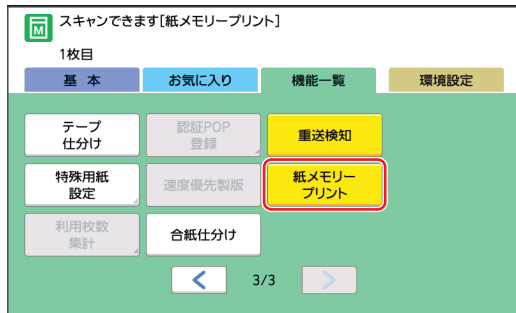 スキャンできます[紙メモリープリント]
1枚目
基 本
お気に入り
機能一覧
環境設定
テープ
仕分け
認証POP
登録
重送検知
特殊用紙
設定
速度優先製版
紙メモリー
プリント
利用枚数
集計
合紙仕分け
3/3